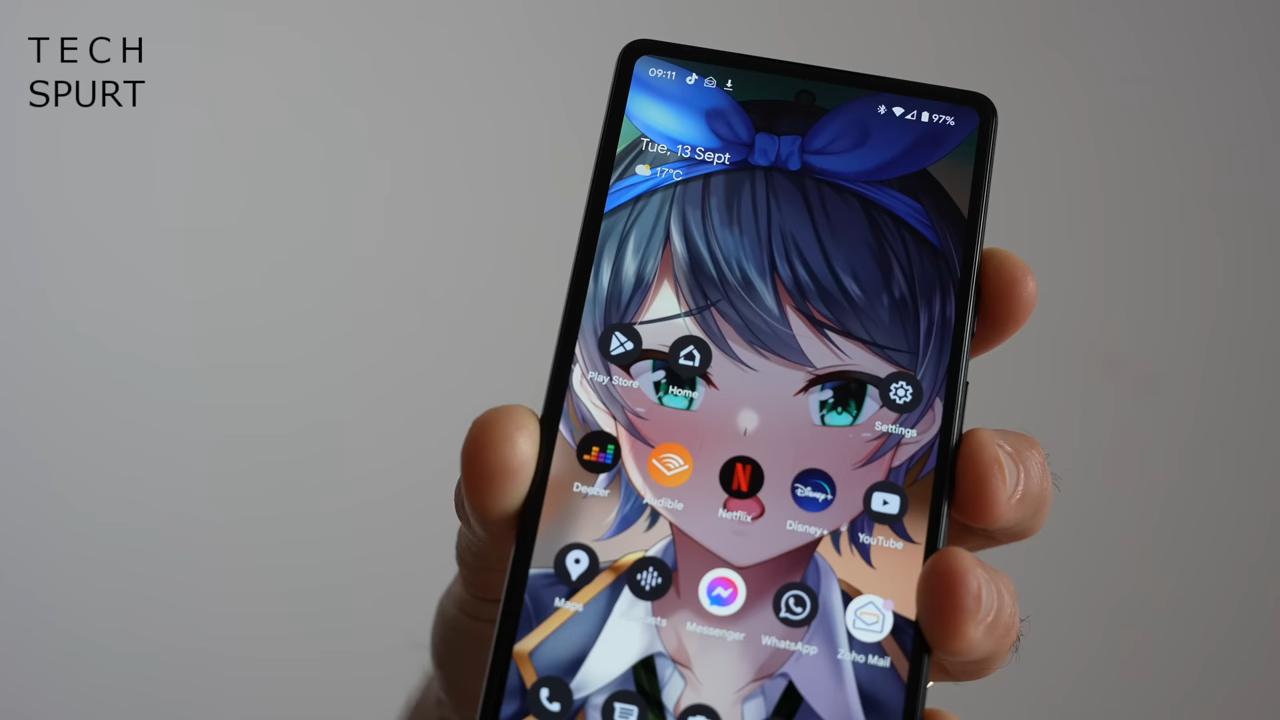 TECH
SPURT
09:11
97%
Tue, 13 Sept
17°C
Play Store
Home
Settings
Deezer
Audible
Netflix
Disney+
Disney+
YouTube
Maps
Messenger
WhatsApp
Zoho Mail